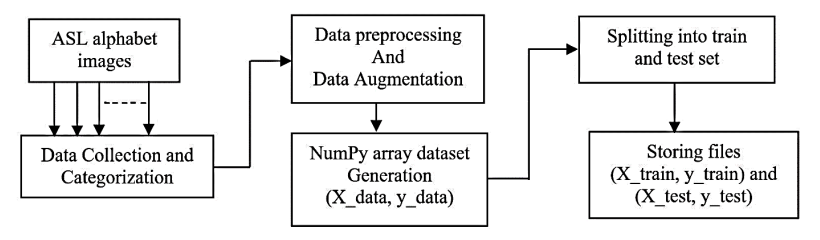 ASL alphabet
images
Data Collection and
Categorization
Data preprocessing
And
Data Augmentation
NumPy array dataset
Generation
(X_data, y_data)
Splitting into train
and test set
Storing files
(X_train, y_train) and
(X_test, y_test)